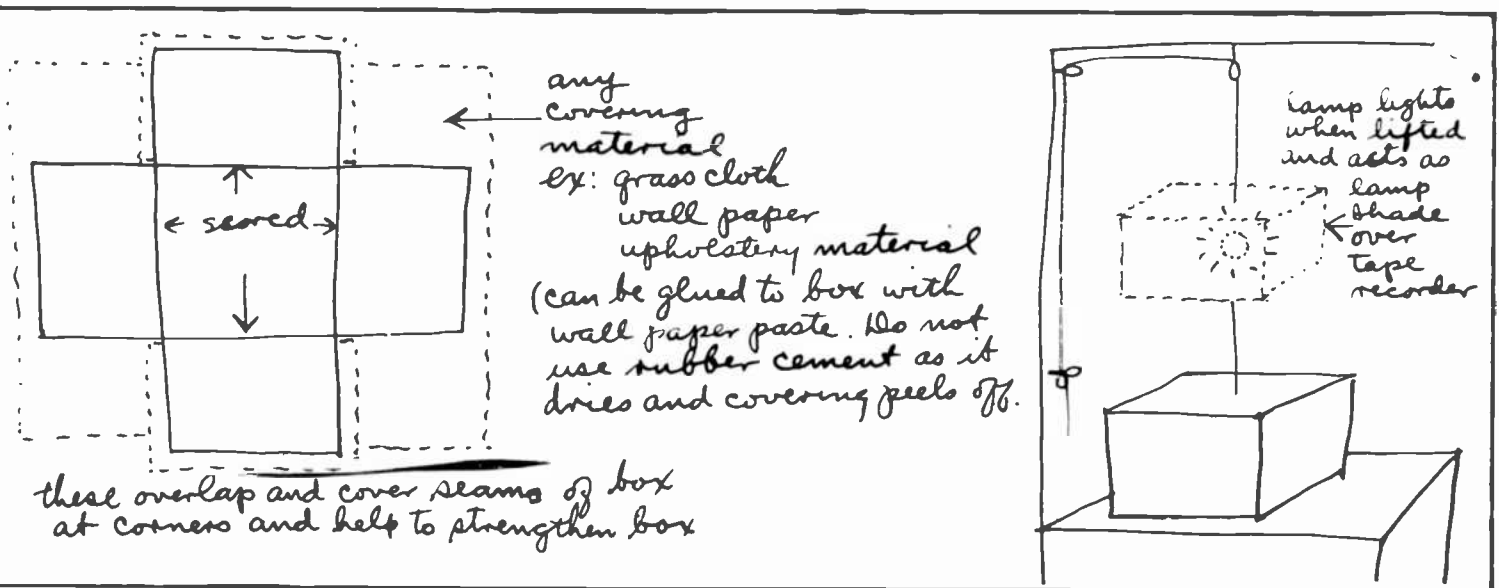 any
covering
material
ex: grass cloth
wall paper
upholstery material
(can be glued to box with
wall paper paste. Do not
use rubber cement as it
dries and covering peels off.
← scored →
these overlap and cover seams of box
at corners and help to strengthen box
lamp lights
when lifted
and acts as
lamp
shade
over
tape
recorder